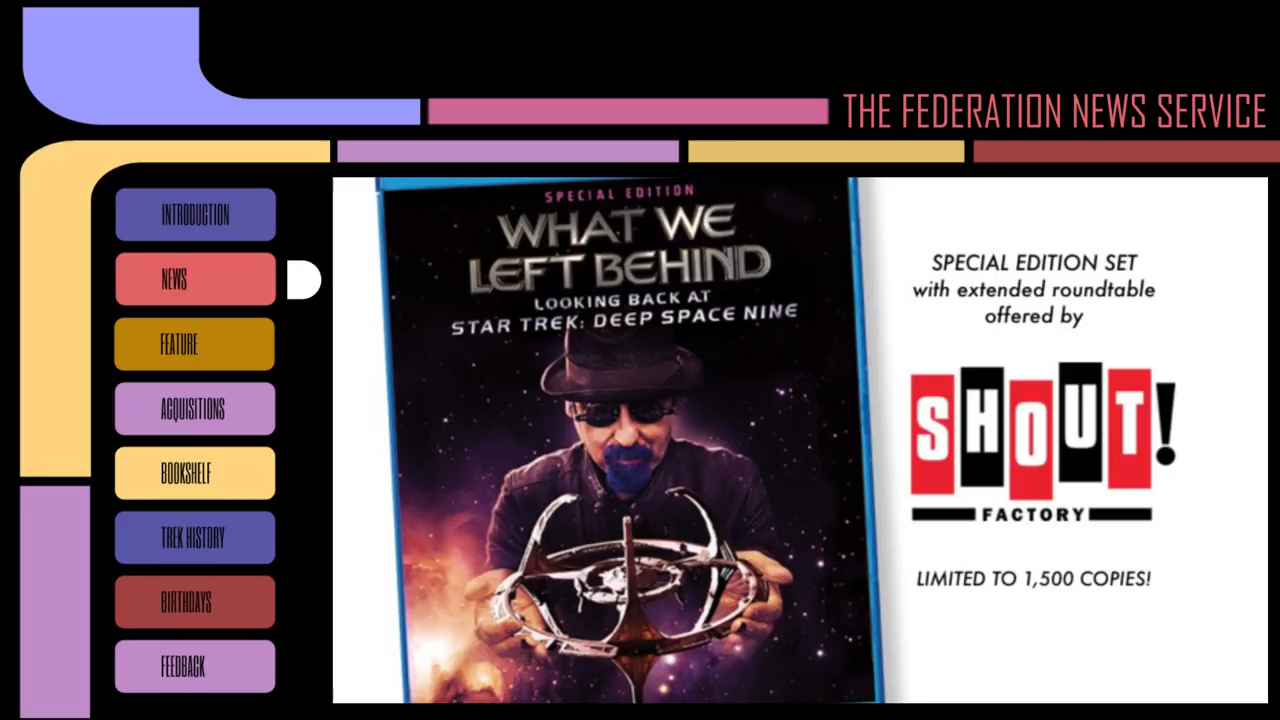 THE FEDERATION NEWS SERVICE
INTRODUCTION
NEWS
FEATURE
ACQUISITIONS
BOOKSHELF
TREK HISTORY
BIRTHDAYS
FEEDBACK
SPECIAL EDITION
WHAT WE
LEFT BEHIND
LOOKING BACK AT
STAR TREK: DEEP SPACE NINE
SPECIAL EDITION SET
with extended roundtable
offered by
SHOUT!
FACTORY
LIMITED TO 1,500 COPIES!